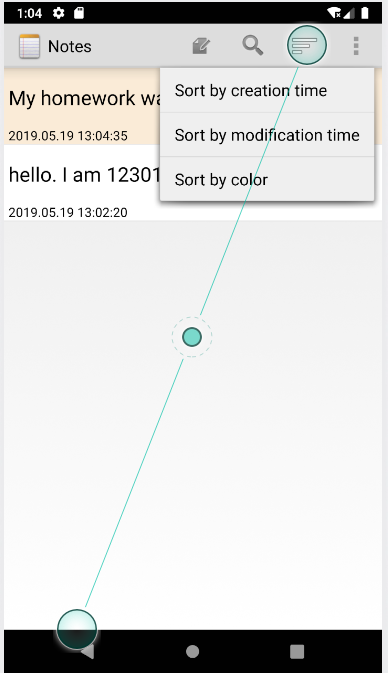 1:04
Notes
Sort by creation time
My homework wa
Sort by modification time
2019.05.19 13:04:35
hello. I am 12301
Sort by color
2019.05.19 13:02:20